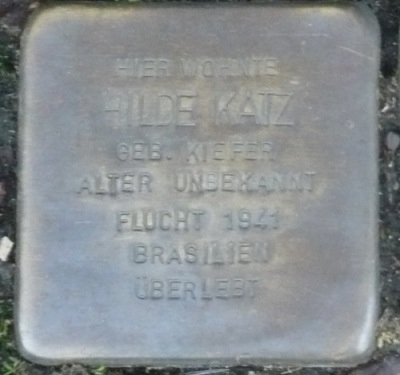 HIER WOHNTE
HILDE KATZ
GEB. KIEFER
ALTER UNBEKANNT
FLUCHT 1941
BRASILIEN
ÜBERLEBT